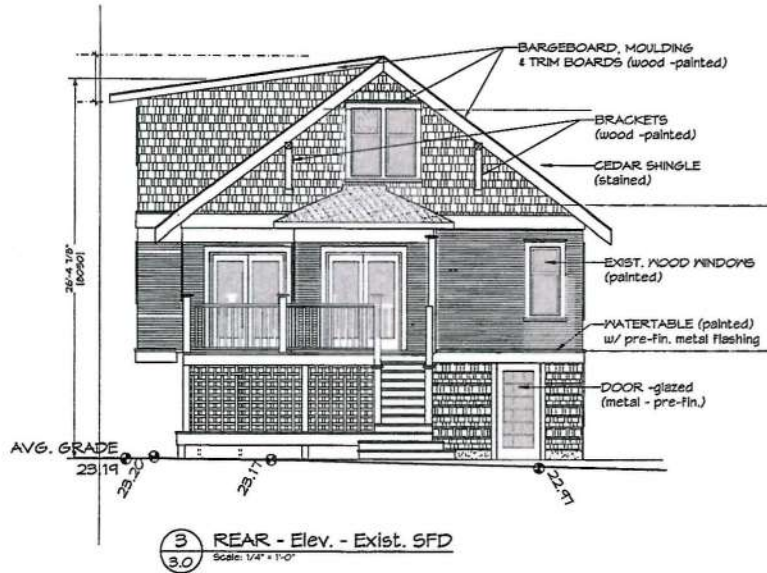 BARGEBOARD, MOULDING
& TRIM BOARDS (wood -painted)
BRACKETS
(wood -painted)
CEDAR SHINGLE
(stained)
26'-4 7/8"
[8050]
EXIST. WOOD WINDOWS
(painted)
WATERTABLE (painted)
w/ pre-fin. metal flashing
DOOR -glazed
(metal - pre-fin.)
AVG. GRADE
23.19
23.20
23.17
22.97
3
3.0
REAR - Elev. - Exist. SFD
Scale: 1/4" = 1'-0"